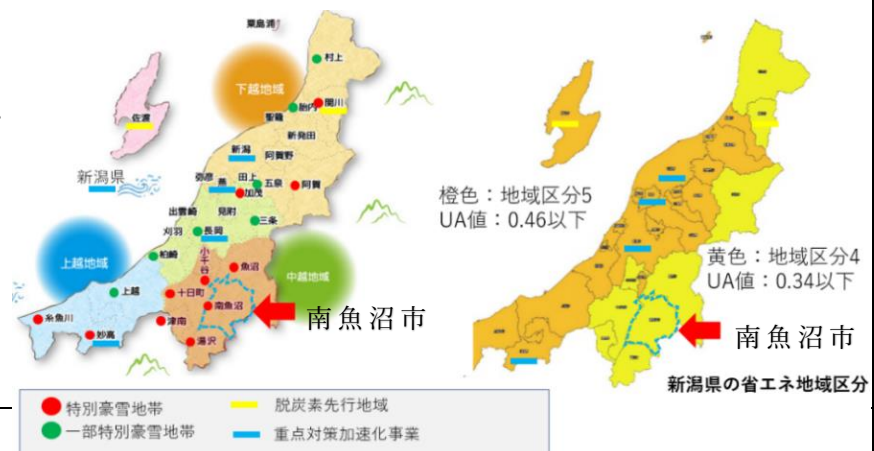 粟島浦
村上
下越地域
関川
胎内
聖籠
佐渡
新発田
新潟
阿賀野
新潟県
弥彦
燕
田上
五泉
阿賀
加茂
出雲崎
見附
三条
刈羽
長岡
上越地域
柏崎
小千谷
魚沼
中越地域
上越
十日町
南魚沼
糸魚川
津南
妙高
湯沢
南魚沼市
橙色：地域区分5
UA値：0.46以下
黄色：地域区分4
UA値：0.34以下
南魚沼市
新潟県の省エネ地域区分
特別豪雪地帯
脱炭素先行地域
一部特別豪雪地帯
重点対策加速化事業